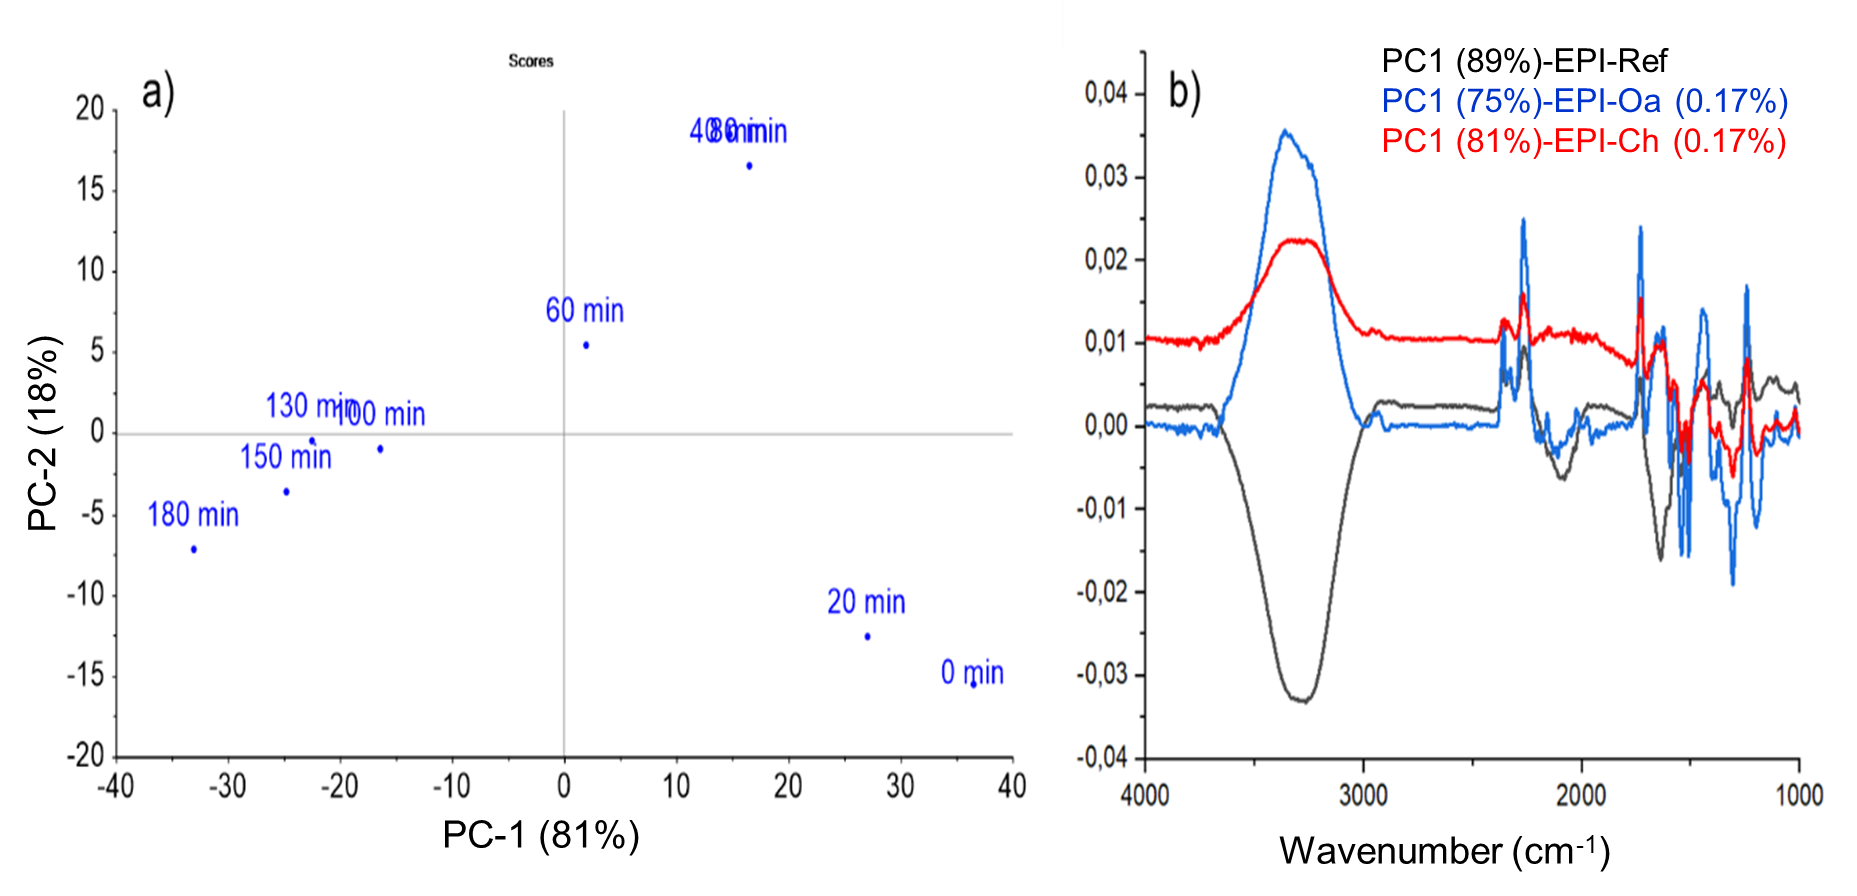 Scores
a)
20
15
10
5
0
-5
-10
-15
-20
-40
-30
-20
-10
0
10
20
30
40
PC-2 (18%)
PC-1 (81%)
60 min
130 min
100 min
150 min
180 min
20 min
0 min
PC1 (89%)-EPI-Ref
PC1 (75%)-EPI-Oa (0.17%)
PC1 (81%)-EPI-Ch (0.17%)
b)
0,04
0,03
0,02
0,01
0,00
-0,01
-0,02
-0,03
-0,04
4000
3000
2000
1000
Wavenumber (cm-1)